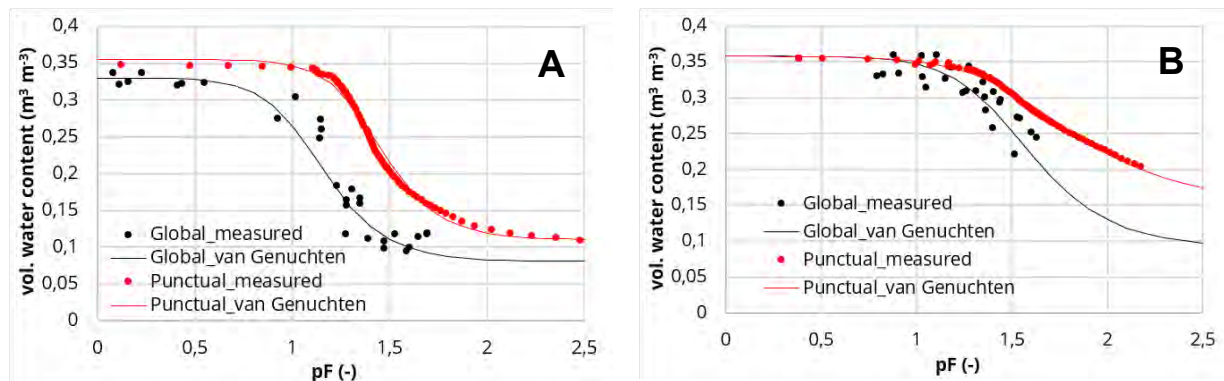 A
vol. water content (m³ m-³)
0,4
0,35
0,3
0,25
0,2
0,15
0,1
0,05
0
Global_measured
Global_van Genuchten
Punctual_measured
Punctual_van Genuchten
0 0,5 1 1,5 2 2,5
pF (-)
B
vol. water content (m³ m-³)
0,4
0,35
0,3
0,25
0,2
0,15
0,1
0,05
0
Global_measured
Global_van Genuchten
Punctual_measured
Punctual_van Genuchten
0 0,5 1 1,5 2 2,5
pF (-)